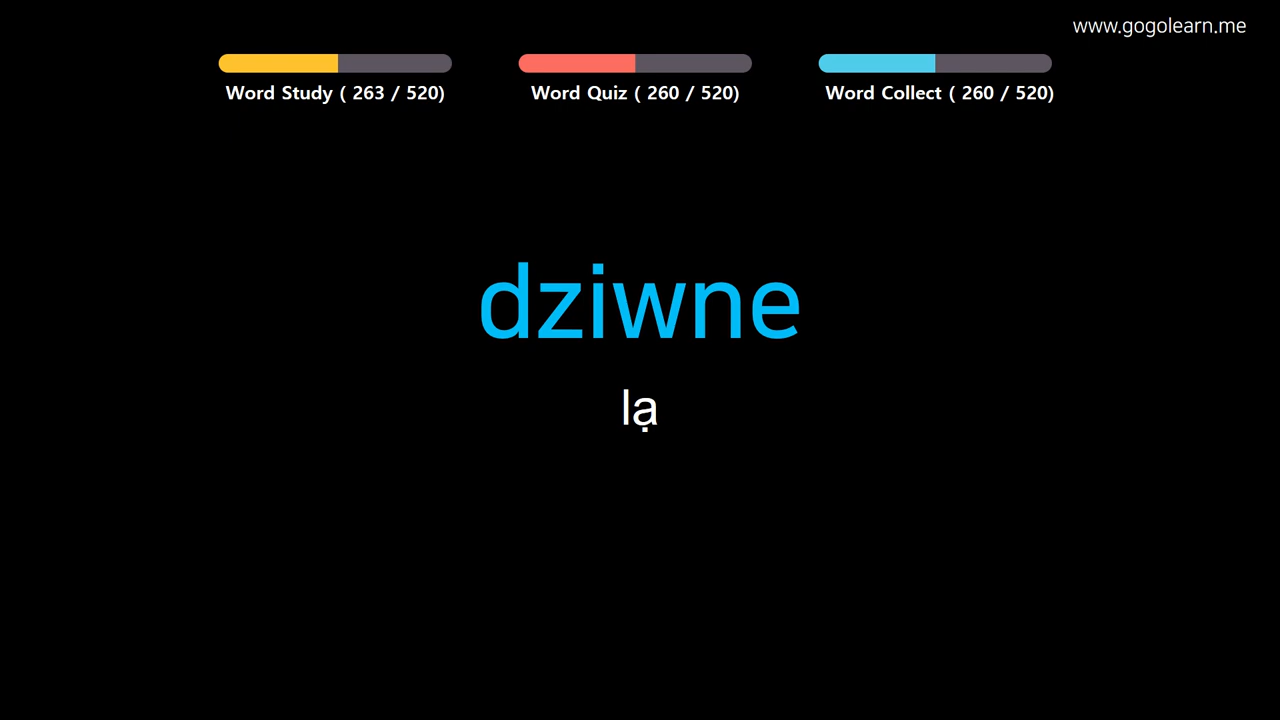 www.gogolearn.me
Word Study ( 263 / 520)
Word Quiz ( 260 / 520)
Word Collect ( 260 / 520)
dziwne
lạ